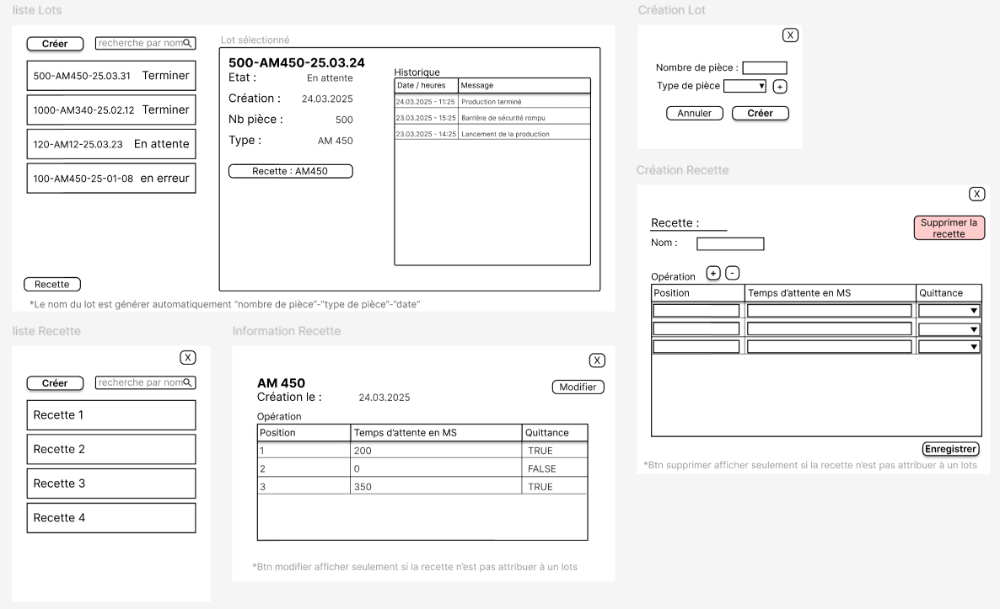 liste Lots
Créer
recherche par nom
500-AM450-25.03.31 Terminer
1000-AM340-25.02.12 Terminer
120-AM12-25.03.23 En attente
100-AM450-25-01-08 en erreur
Recette
Lot sélectionné
500-AM450-25.03.24
Etat : En attente
Création : 24.03.2025
Nb pièce : 500
Type : AM 450
Recette : AM450
Historique
Date / heures Message
24.03.2025 - 11:25 Production terminé
23.03.2025 - 15:25 Barrière de sécurité rompu
23.03.2025 - 14:25 Lancement de la production
*Le nom du lot est générer automatiquement “nombre de pièce”-”type de pièce”-”date”
Création Lot
X
Nombre de pièce :
Type de pièce
+
Annuler
Créer
Création Recette
X
Recette :
Supprimer la
recette
Nom :
Opération + -
Position Temps d’attente en MS Quittance
Enregistrer
*Btn supprimer afficher seulement si la recette n’est pas attribuer à un lots
liste Recette
X
Créer
recherche par nom
Recette 1
Recette 2
Recette 3
Recette 4
Information Recette
X
AM 450
Modifier
Création le : 24.03.2025
Opération
Position Temps d’attente en MS Quittance
1 200 TRUE
2 0 FALSE
3 350 TRUE
*Btn modifier afficher seulement si la recette n’est pas attribuer à un lots